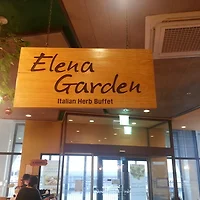 Elena
Garden
Italian Herb Buffet